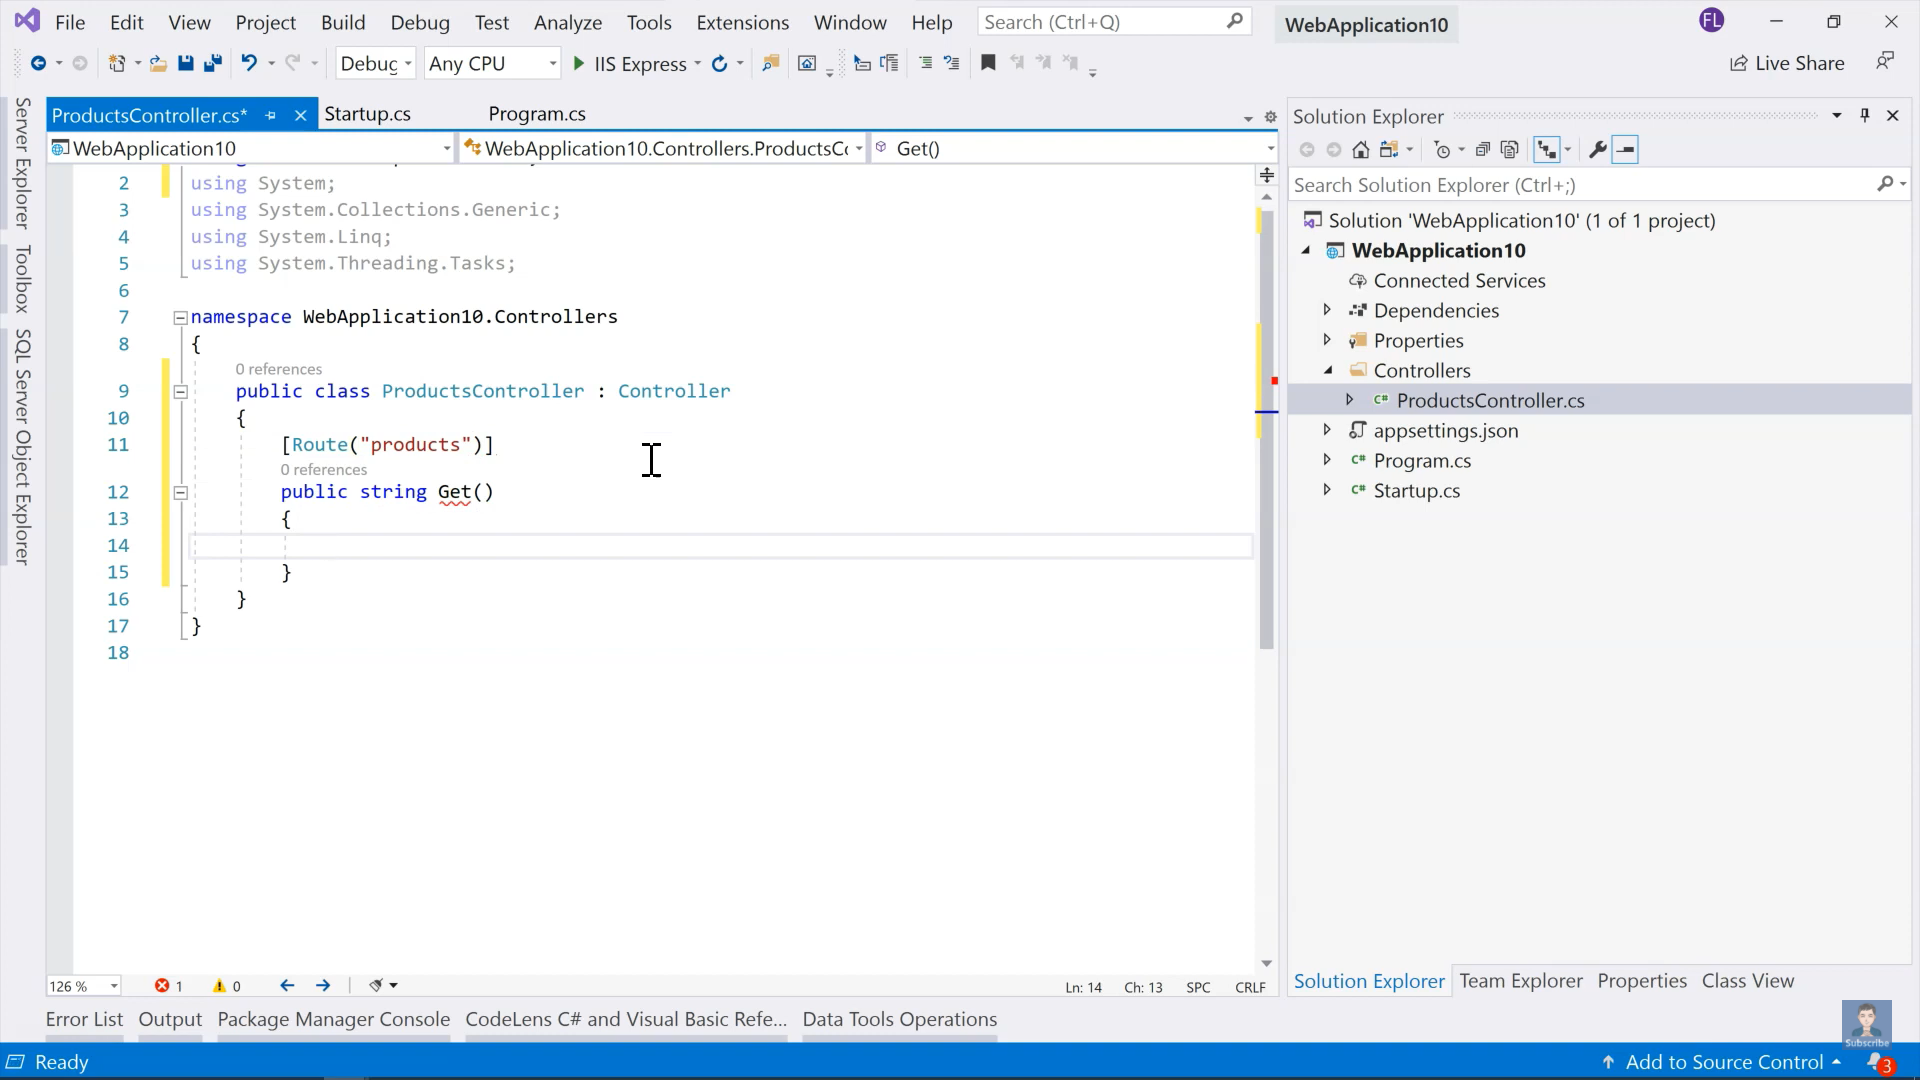 File Edit View Project Build Debug Test Analyze Tools Extensions Window Help Search (Ctrl+Q) WebApplication10 FL
Debug Any CPU IIS Express Live Share
Server Explorer
Toolbox
SQL Server Object Explorer
ProductsController.cs* Startup.cs Program.cs
WebApplication10 WebApplication10.Controllers.ProductsCo Get()
2 using System;
3 using System.Collections.Generic;
4 using System.Linq;
5 using System.Threading.Tasks;
6
7 namespace WebApplication10.Controllers
8 {
0 references
9 public class ProductsController : Controller
10 {
11 [Route("products")]
0 references
12 public string Get()
13 {
14
15 }
16 }
17 }
18
126 % 1 0 Ln: 14 Ch: 13 SPC CRLF
Solution Explorer
Search Solution Explorer (Ctrl+;)
Solution 'WebApplication10' (1 of 1 project)
WebApplication10
Connected Services
Dependencies
Properties
Controllers
C# ProductsController.cs
appsettings.json
C# Program.cs
C# Startup.cs
Solution Explorer Team Explorer Properties Class View
Error List Output Package Manager Console CodeLens C# and Visual Basic Refe... Data Tools Operations
Subscribe
Ready Add to Source Control 3